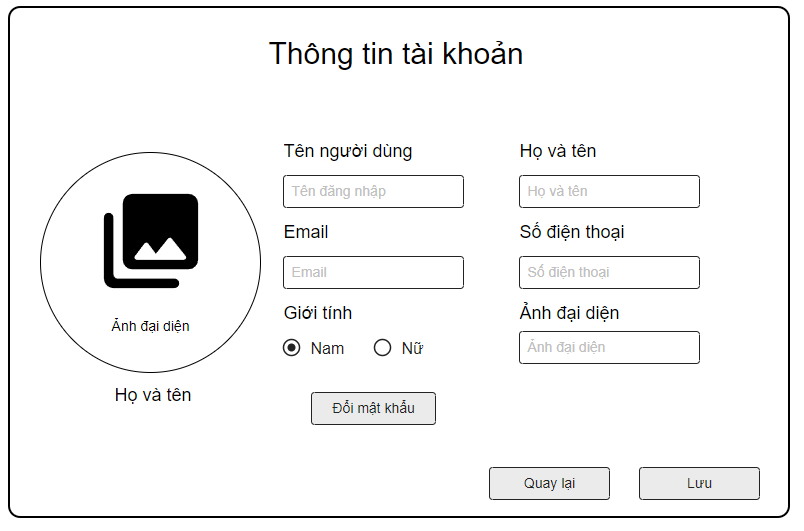 Thông tin tài khoản
Tên người dùng
Họ và tên
Tên đăng nhập
Họ và tên
Email
Số điện thoại
Email
Số điện thoại
Giới tính
Ảnh đại diện
Nam
Nữ
Ảnh đại diện
Ảnh đại diện
Họ và tên
Đổi mật khẩu
Quay lại
Lưu